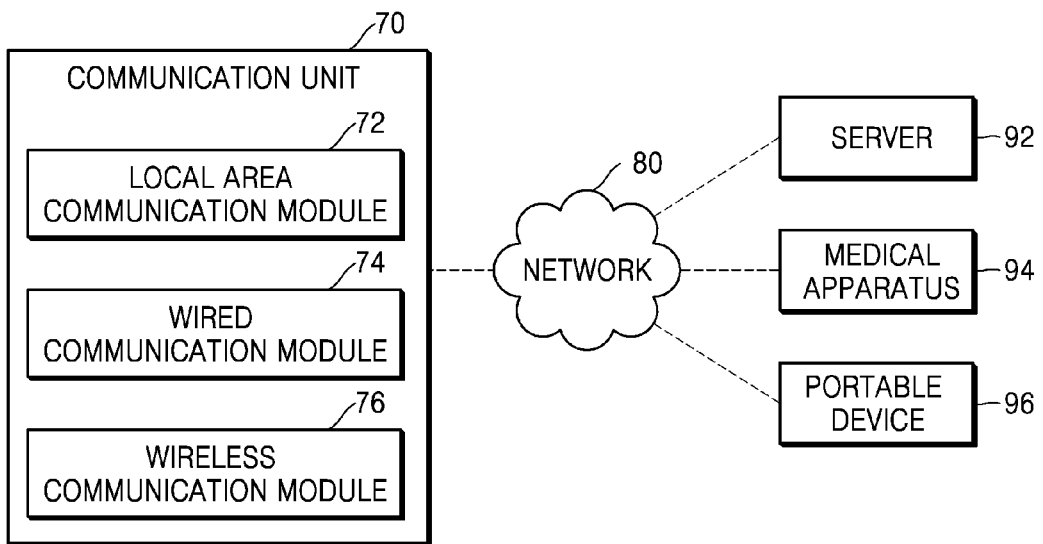 70
COMMUNICATION UNIT
72
LOCAL AREA
COMMUNICATION MODULE
74
WIRED
COMMUNICATION MODULE
76
WIRELESS
COMMUNICATION MODULE
80
NETWORK
SERVER
92
MEDICAL
APPARATUS
94
PORTABLE
DEVICE
96